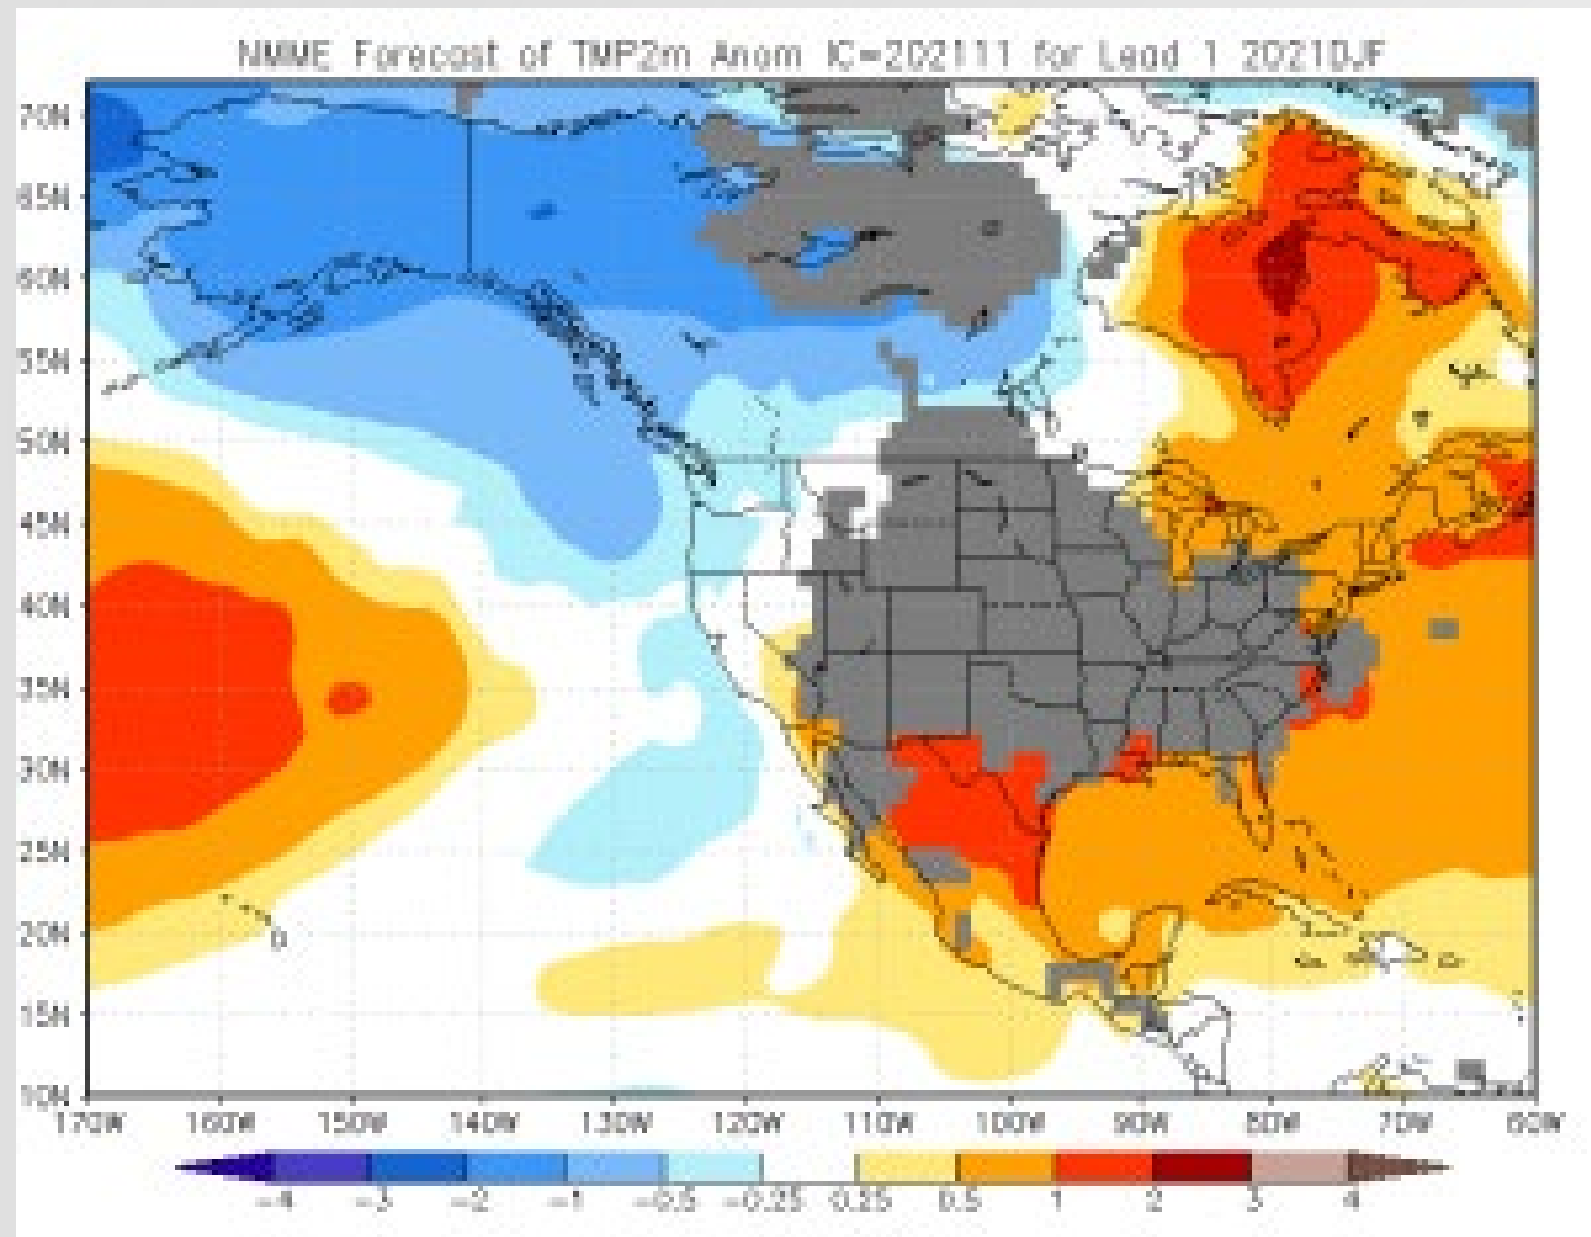 NMME Forecast of TMP2m Anom IC=202111 for Lead 1 2021DJF
70N
65N
60N
55N
50N
45N
40N
35N
30N
25N
20N
15N
10N
170W 160W 150W 140W 130W 120W 110W 100W 90W 80W 70W 60W
-4 -3 -2 -1 -0.5 -0.25 0.25 0.5 1 2 3 4